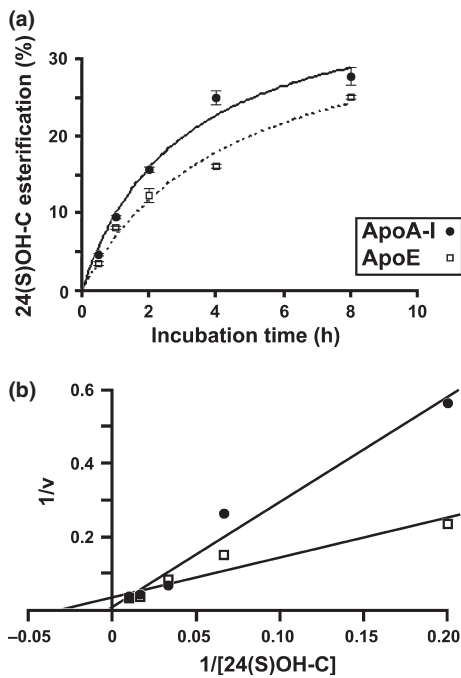 (a)
24(S)OH-C esterification (%)
30
20
10
0
0 2 4 6 8 10
Incubation time (h)
ApoA-I
ApoE
(b)
1/v
0.6
0.4
0.2
–0.05 0 0.05 0.10 0.15 0.20
1/[24(S)OH-C]